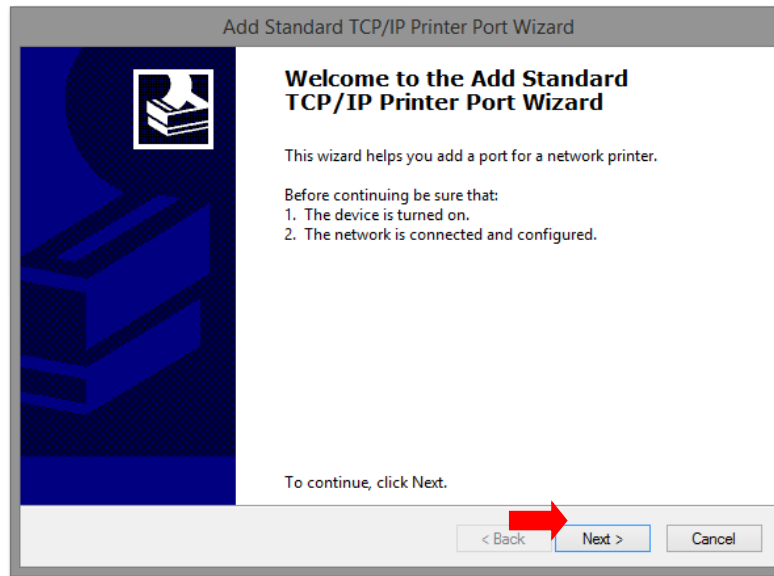 Add Standard TCP/IP Printer Port Wizard
Welcome to the Add Standard
TCP/IP Printer Port Wizard
This wizard helps you add a port for a network printer.
Before continuing be sure that:
1. The device is turned on.
2. The network is connected and configured.
To continue, click Next.
< Back Next > Cancel